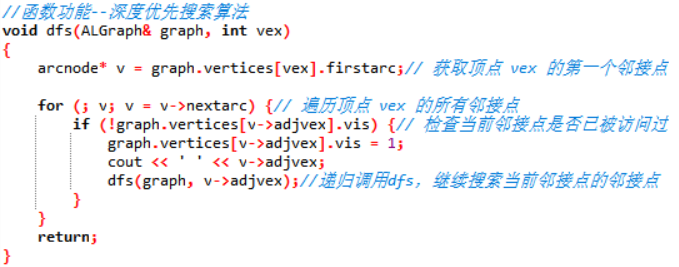 //函数功能--深度优先搜索算法
void dfs(ALGraph& graph, int vex)
{
    arcnode* v = graph.vertices[vex].firstarc;// 获取顶点 vex 的第一个邻接点
    for (; v; v = v->nextarc) {// 遍历顶点 vex 的所有邻接点
        if (!graph.vertices[v->adjvex].vis) {// 检查当前邻接点是否已被访问过
            graph.vertices[v->adjvex].vis = 1;
            cout << ' ' << v->adjvex;
            dfs(graph, v->adjvex);//递归调用dfs，继续搜索当前邻接点的邻接点
        }
    }
    return;
}